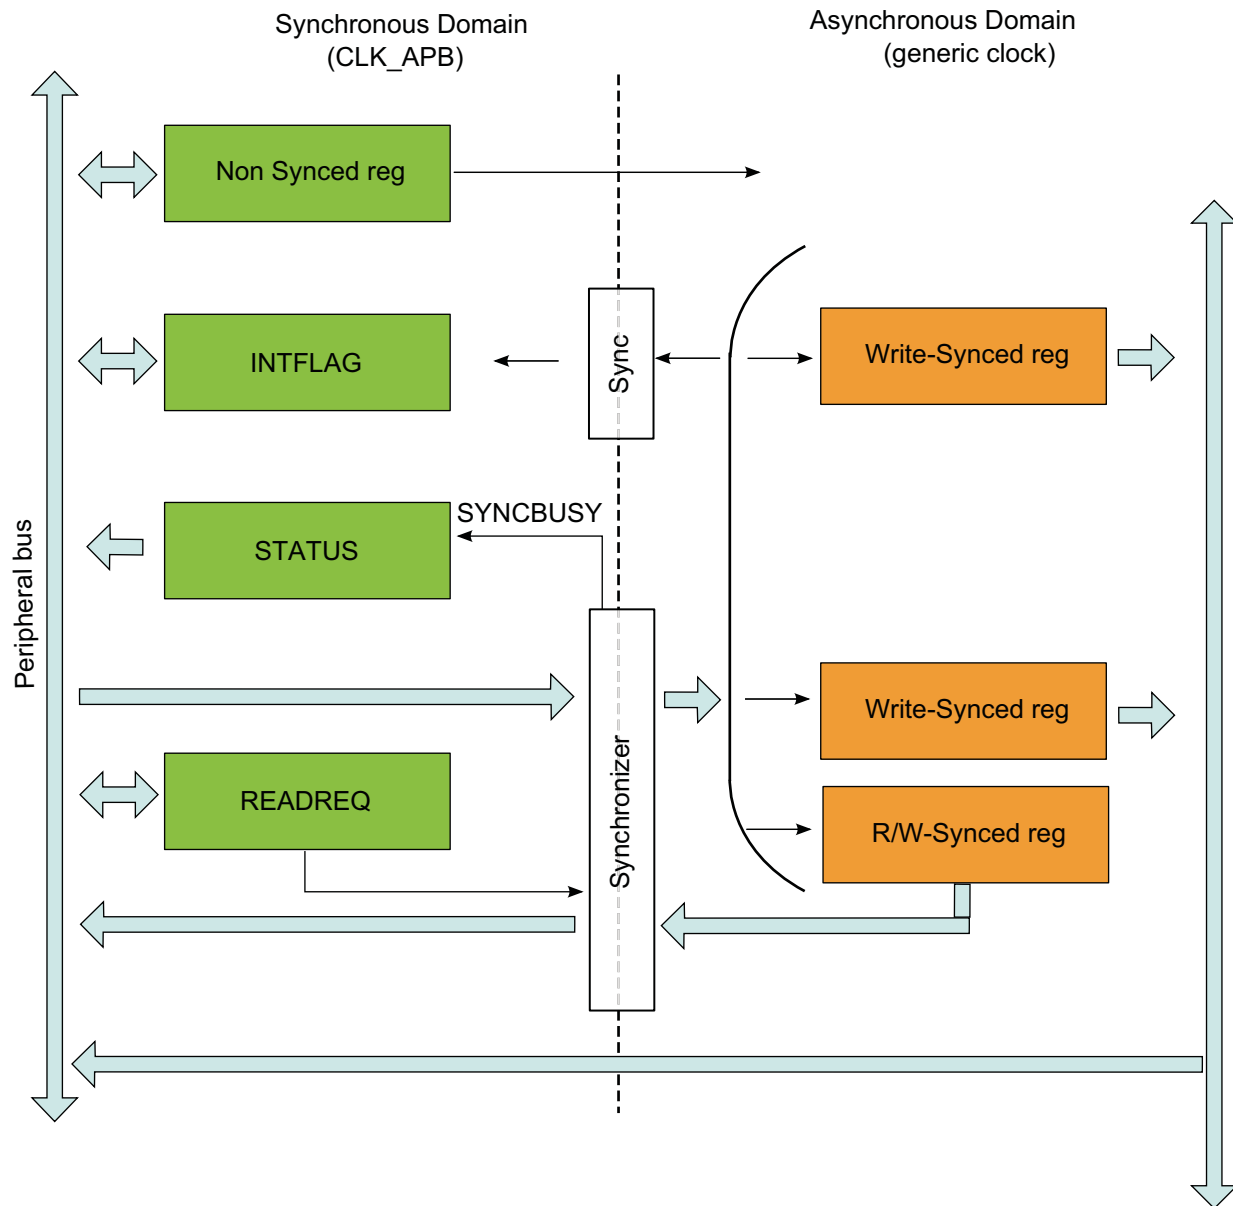 Synchronous Domain
(CLK_APB)
Asynchronous Domain
(generic clock)
Non Synced reg
INTFLAG
Sync
Write-Synced reg
SYNCBUSY
STATUS
Peripheral bus
Write-Synced reg
Synchronizer
READREQ
R/W-Synced reg